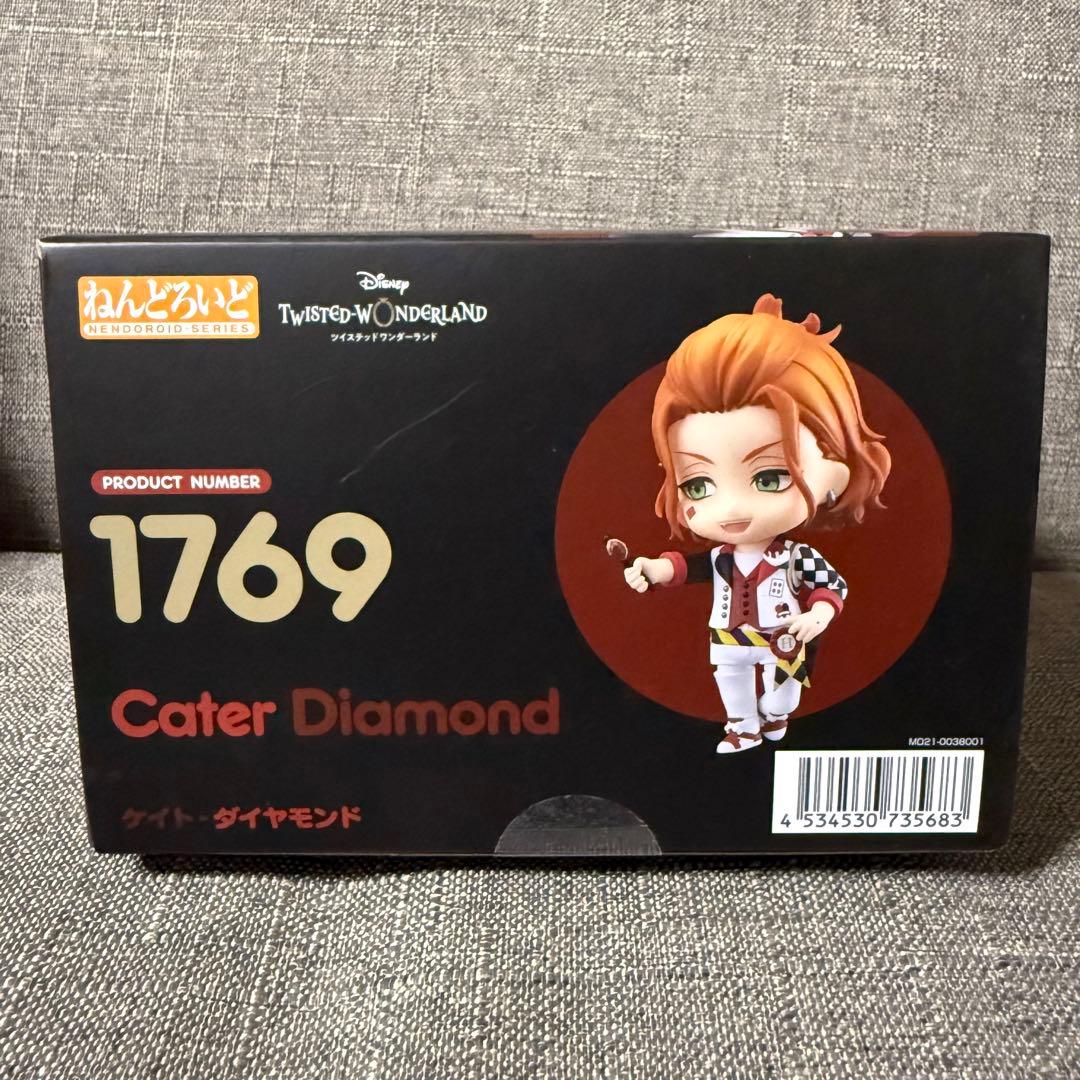 ねんどろいど
NENDOROID-SERIES
Disney
TWISTED-WONDERLAND
ツイステッドワンダーランド
PRODUCT NUMBER
1769
Cater Diamond
ケイト・ダイヤモンド
M021-0038001
4 534530 735683